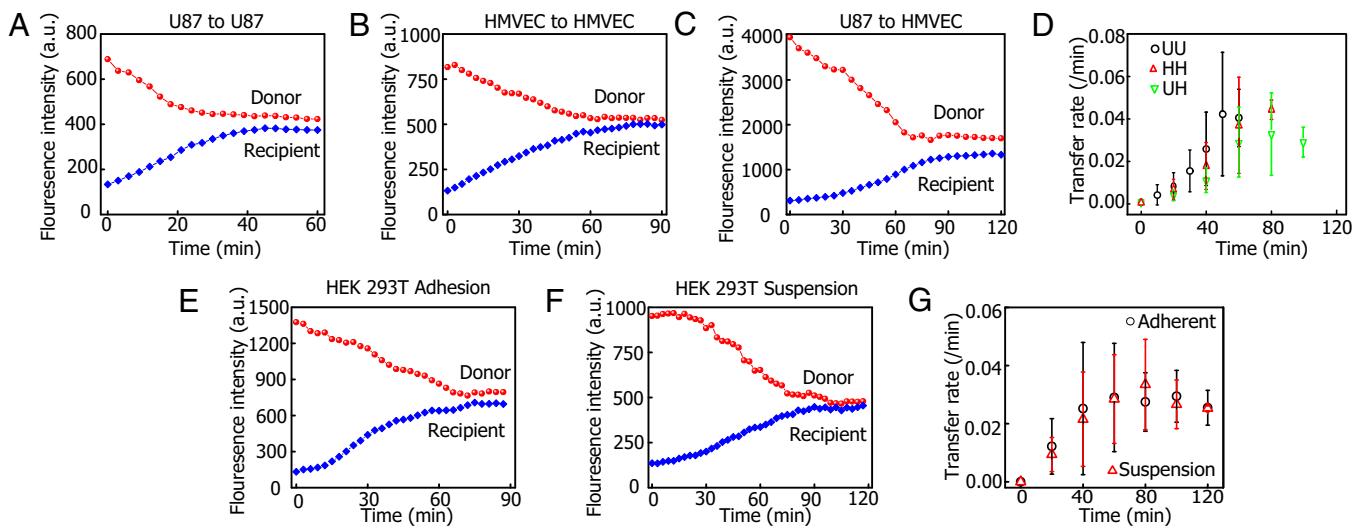 A
U87 to U87
Flouresence intensity (a.u.)
800
600
400
200
0
Donor
Recipient
0 20 40 60
Time (min)
B
HMVEC to HMVEC
Flouresence intensity (a.u.)
1000
750
500
250
0
Donor
Recipient
0 30 60 90
Time (min)
C
U87 to HMVEC
Flouresence intensity (a.u.)
4000
3000
2000
1000
0
Donor
Recipient
0 30 60 90 120
Time (min)
D
Transfer rate (/min)
0.08
0.06
0.04
0.02
0.00
UU
HH
UH
0 40 80 120
Time (min)
E
HEK 293T Adhesion
Flouresence intensity (a.u.)
1500
1200
900
600
300
0
Donor
Recipient
0 30 60 90
Time (min)
F
HEK 293T Suspension
Flouresence intensity (a.u.)
1000
750
500
250
0
Donor
Recipient
0 30 60 90 120
Time (min)
G
Transfer rate (/min)
0.06
0.04
0.02
0.00
Adherent
Suspension
0 40 80 120
Time (min)